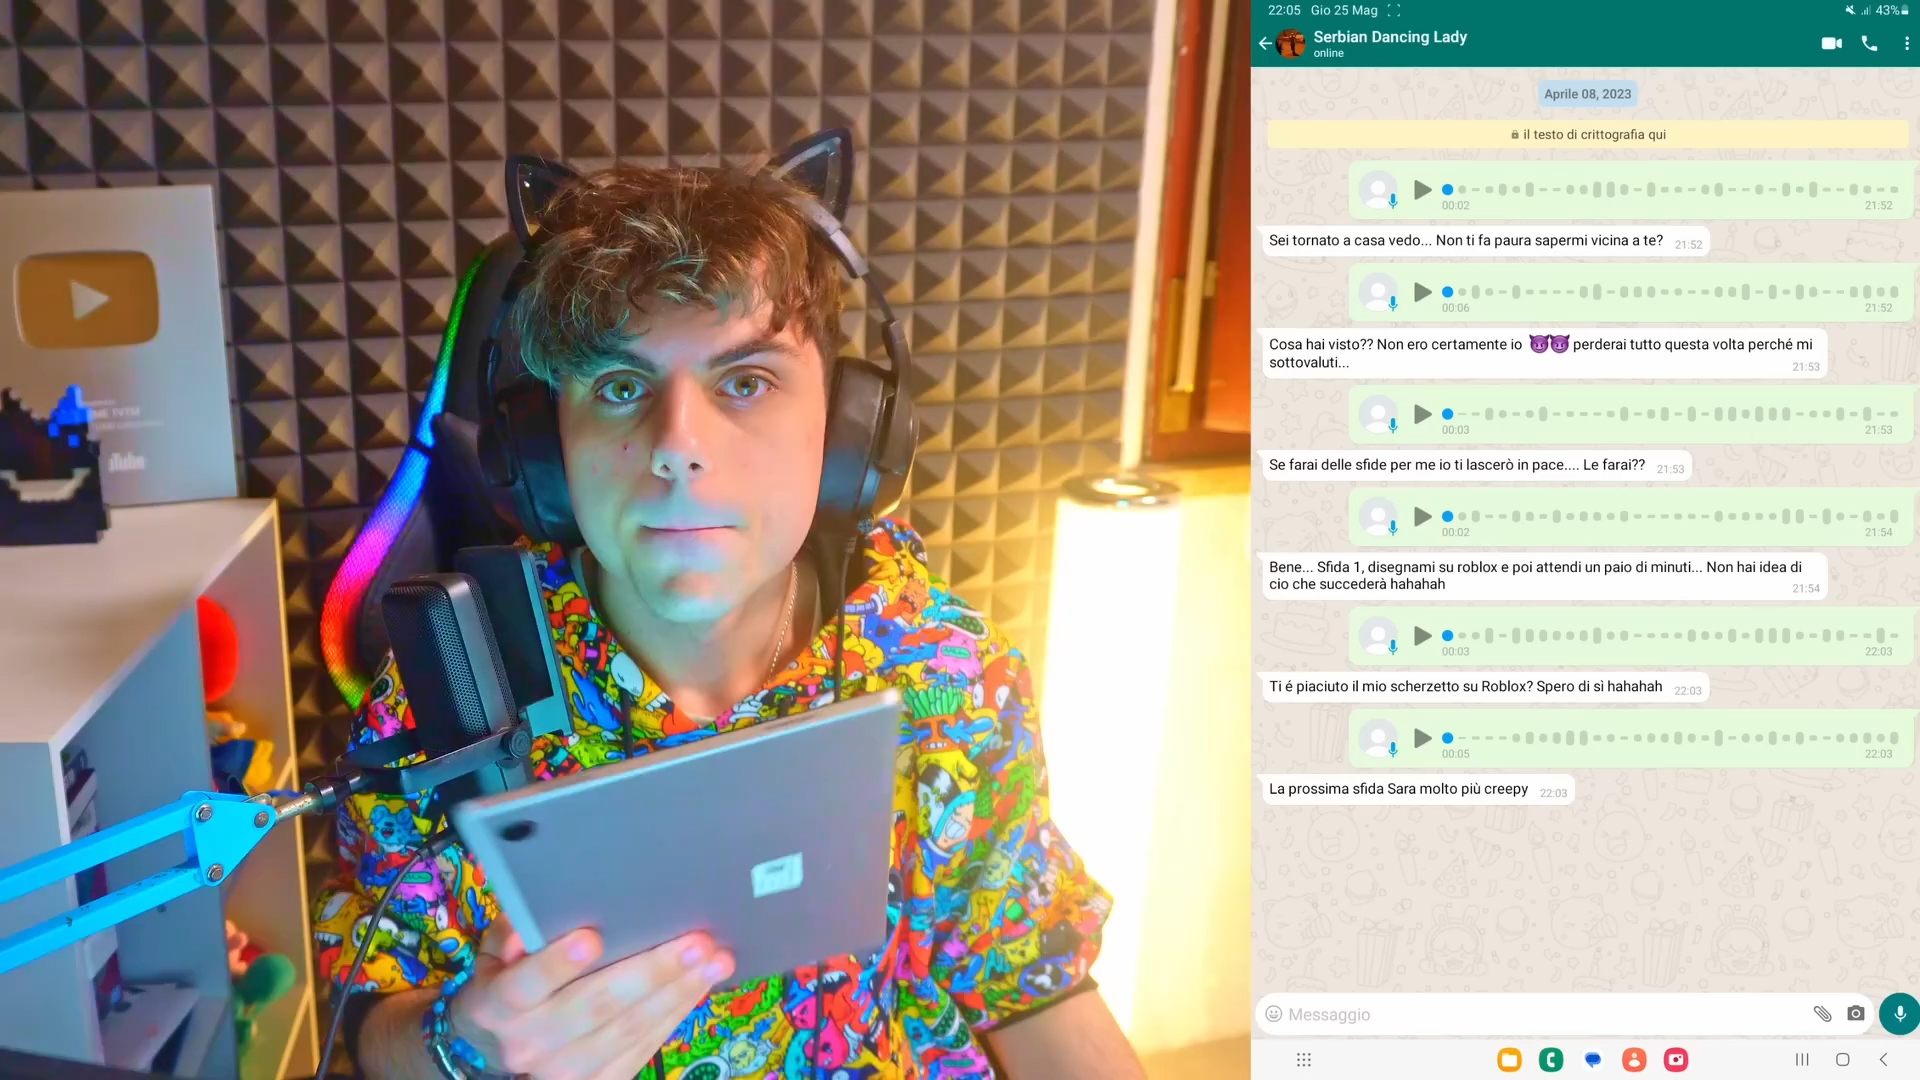 22:05 Gio 25 Mag
43%
Serbian Dancing Lady
online
Aprile 08, 2023
il testo di crittografia qui
00:02
21:52
Sei tornato a casa vedo... Non ti fa paura sapermi vicina a te? 21:52
00:06
21:52
Cosa hai visto?? Non ero certamente io 😈😈 perderai tutto questa volta perché mi
sottovaluti...
21:53
00:03
21:53
Se farai delle sfide per me io ti lascerò in pace.... Le farai?? 21:53
00:02
21:54
Bene... Sfida 1, disegnami su roblox e poi attendi un paio di minuti... Non hai idea di
cio che succederà hahahah
21:54
00:03
22:03
Ti é piaciuto il mio scherzetto su Roblox? Spero di sì hahahah 22:03
00:05
22:03
La prossima sfida Sara molto più creepy 22:03
Messaggio